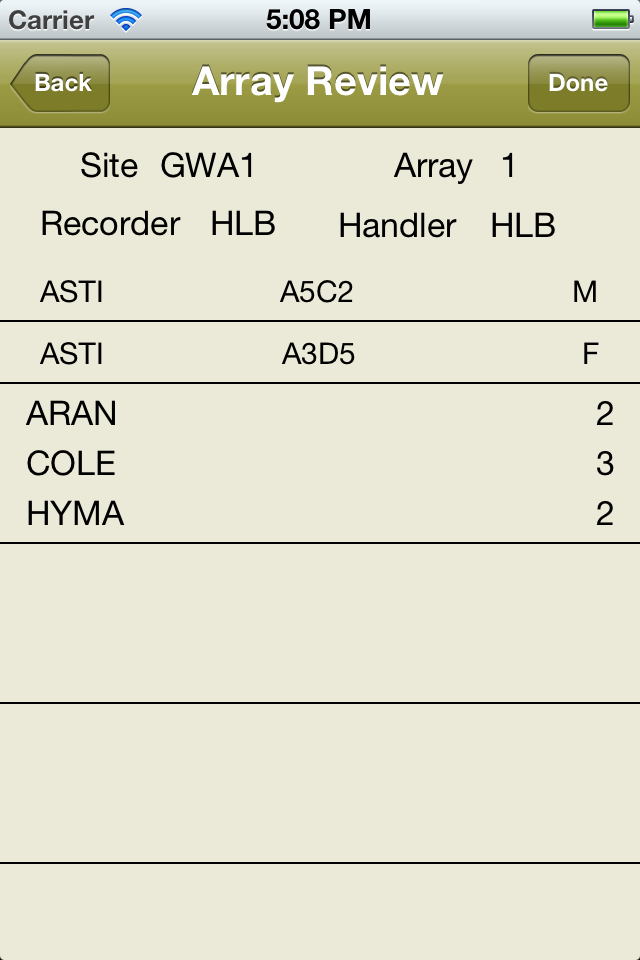 Carrier 5:08 PM
Back Array Review Done
Site GWA1 Array 1
Recorder HLB Handler HLB
ASTI A5C2 M
ASTI A3D5 F
ARAN 2
COLE 3
HYMA 2